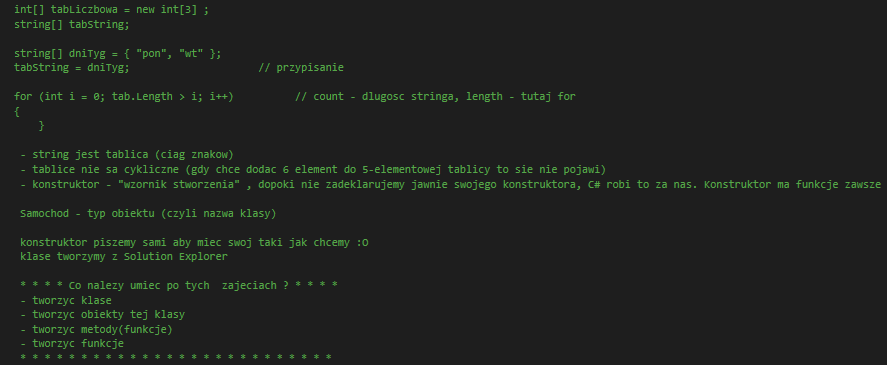 int[] tabLiczbowa = new int[3] ;
string[] tabString;
string[] dniTyg = { "pon", "wt" };
tabString = dniTyg; // przypisanie
for (int i = 0; tab.Length > i; i++) // count - dlugosc stringa, length - tutaj for
{
}
- string jest tablica (ciag znakow)
- tablice nie sa cykliczne (gdy chce dodac 6 element do 5-elementowej tablicy to sie nie pojawi)
- konstruktor - "wzornik stworzenia" , dopoki nie zadeklarujemy jawnie swojego konstruktora, C# robi to za nas. Konstruktor ma funkcje zawsze
Samochod - typ obiektu (czyli nazwa klasy)
konstruktor piszemy sami aby miec swoj taki jak chcemy :O
klase tworzymy z Solution Explorer
* * * * Co nalezy umiec po tych  zajeciach ? * * * *
- tworzyc klase
- tworzyc obiekty tej klasy
- tworzyc metody(funkcje)
- tworzyc funkcje
* * * * * * * * * * * * * * * * * * * * * * * * * *